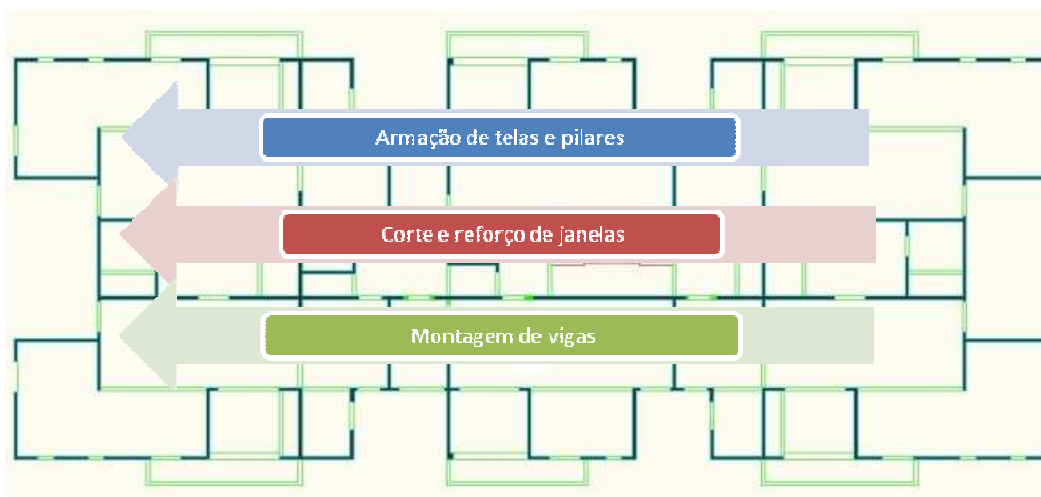 Armação de telas e pilares
Corte e reforço de janelas
Montagem de vigas